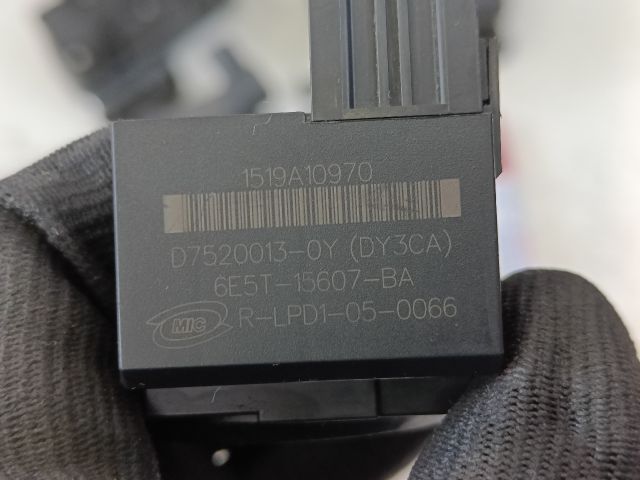 1519A10970
D7520013-0Y (DY3CA)
6E5T-15607-BA
MIC R-LPD1-05-0066